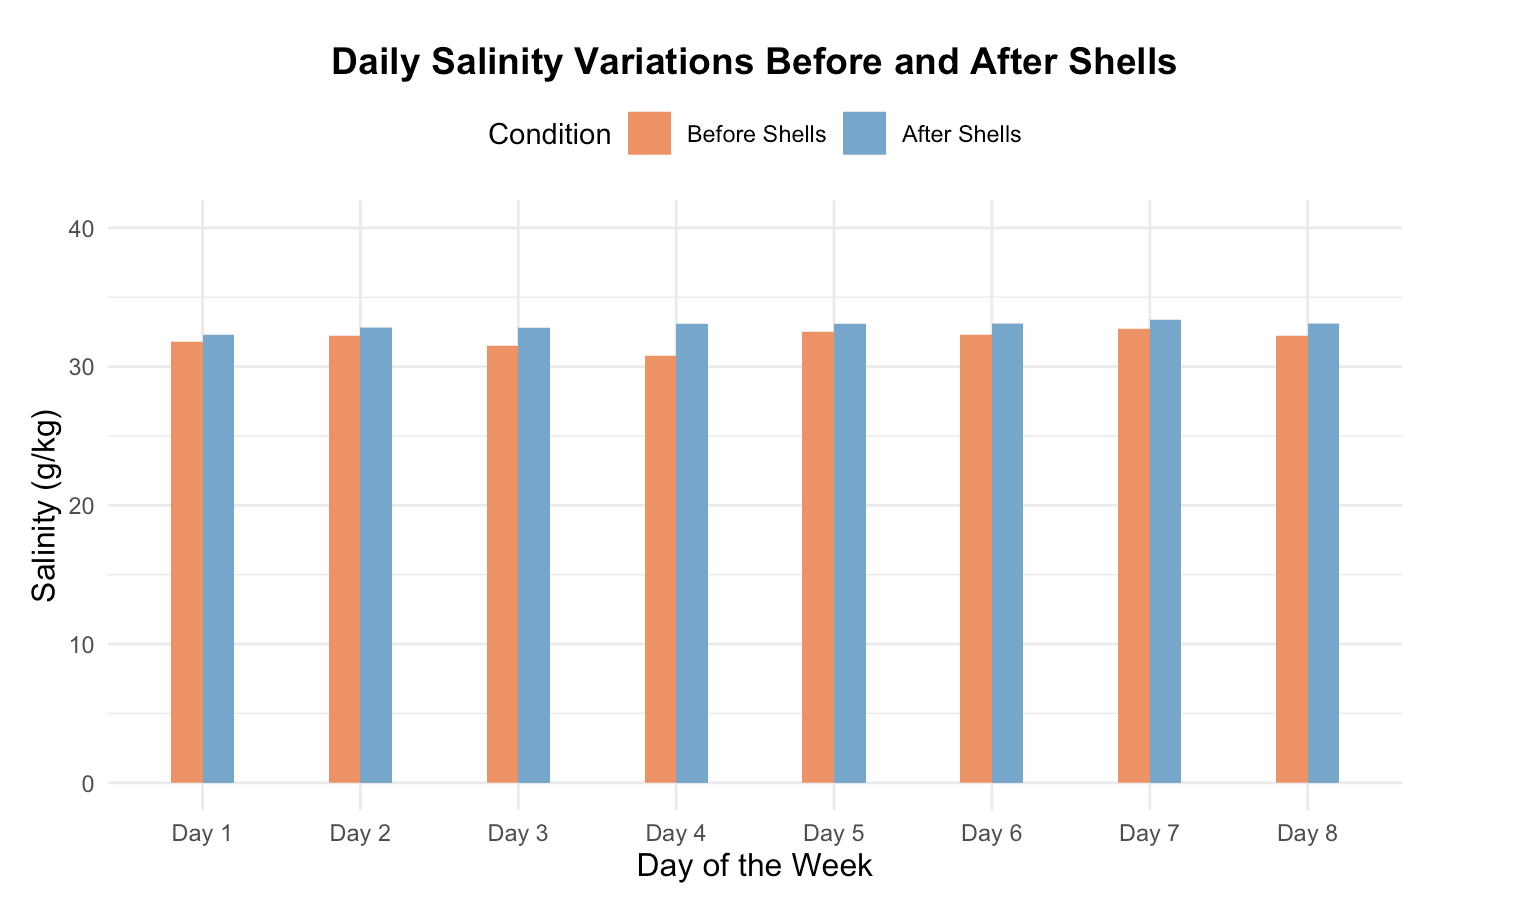 Daily Salinity Variations Before and After Shells
Condition Before Shells After Shells
40
30
20
10
0
Salinity (g/kg)
Day 1 Day 2 Day 3 Day 4 Day 5 Day 6 Day 7 Day 8
Day of the Week